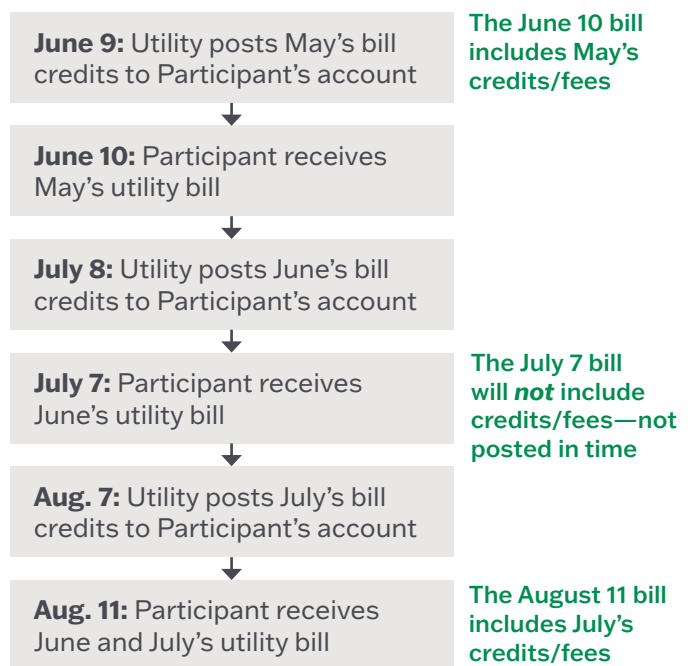 June 9: Utility posts May's bill
credits to Participant's account
The June 10 bill
includes May's
credits/fees
June 10: Participant receives
May's utility bill
July 8: Utility posts June's bill
credits to Participant's account
July 7: Participant receives
June's utility bill
The July 7 bill
will not include
credits/fees—not
posted in time
Aug. 7: Utility posts July's bill
credits to Participant's account
Aug. 11: Participant receives
June and July's utility bill
The August 11 bill
includes July's
credits/fees